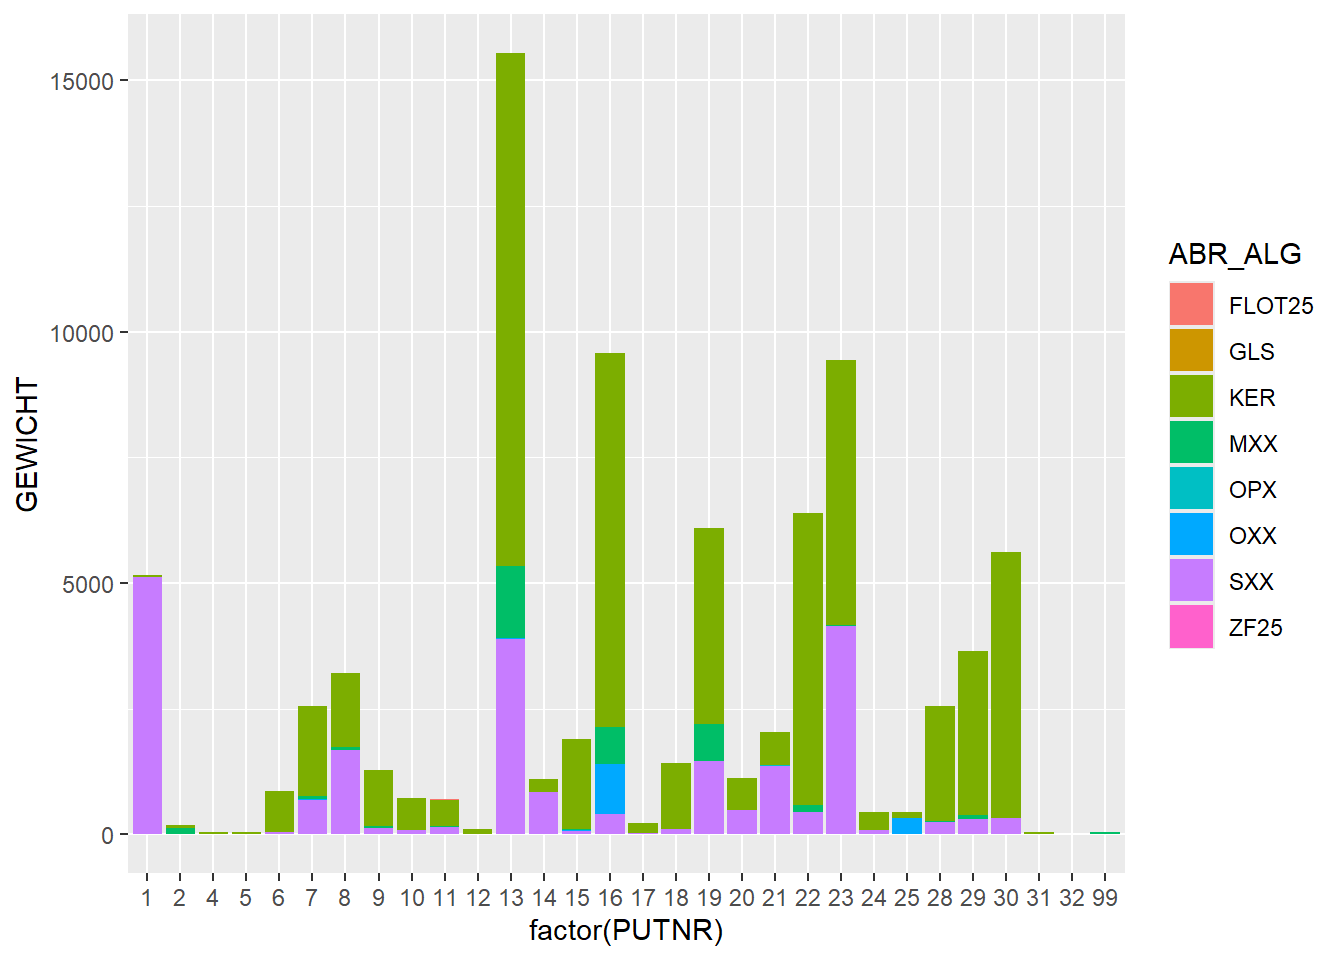 15000
10000
5000
0
GEWICHT
1 2 4 5 6 7 8 9 10 11 12 13 14 15 16 17 18 19 20 21 22 23 24 25 28 29 30 31 32 99
factor(PUTNR)
ABR_ALG
FLOT25
GLS
KER
MXX
OPX
OXX
SXX
ZF25